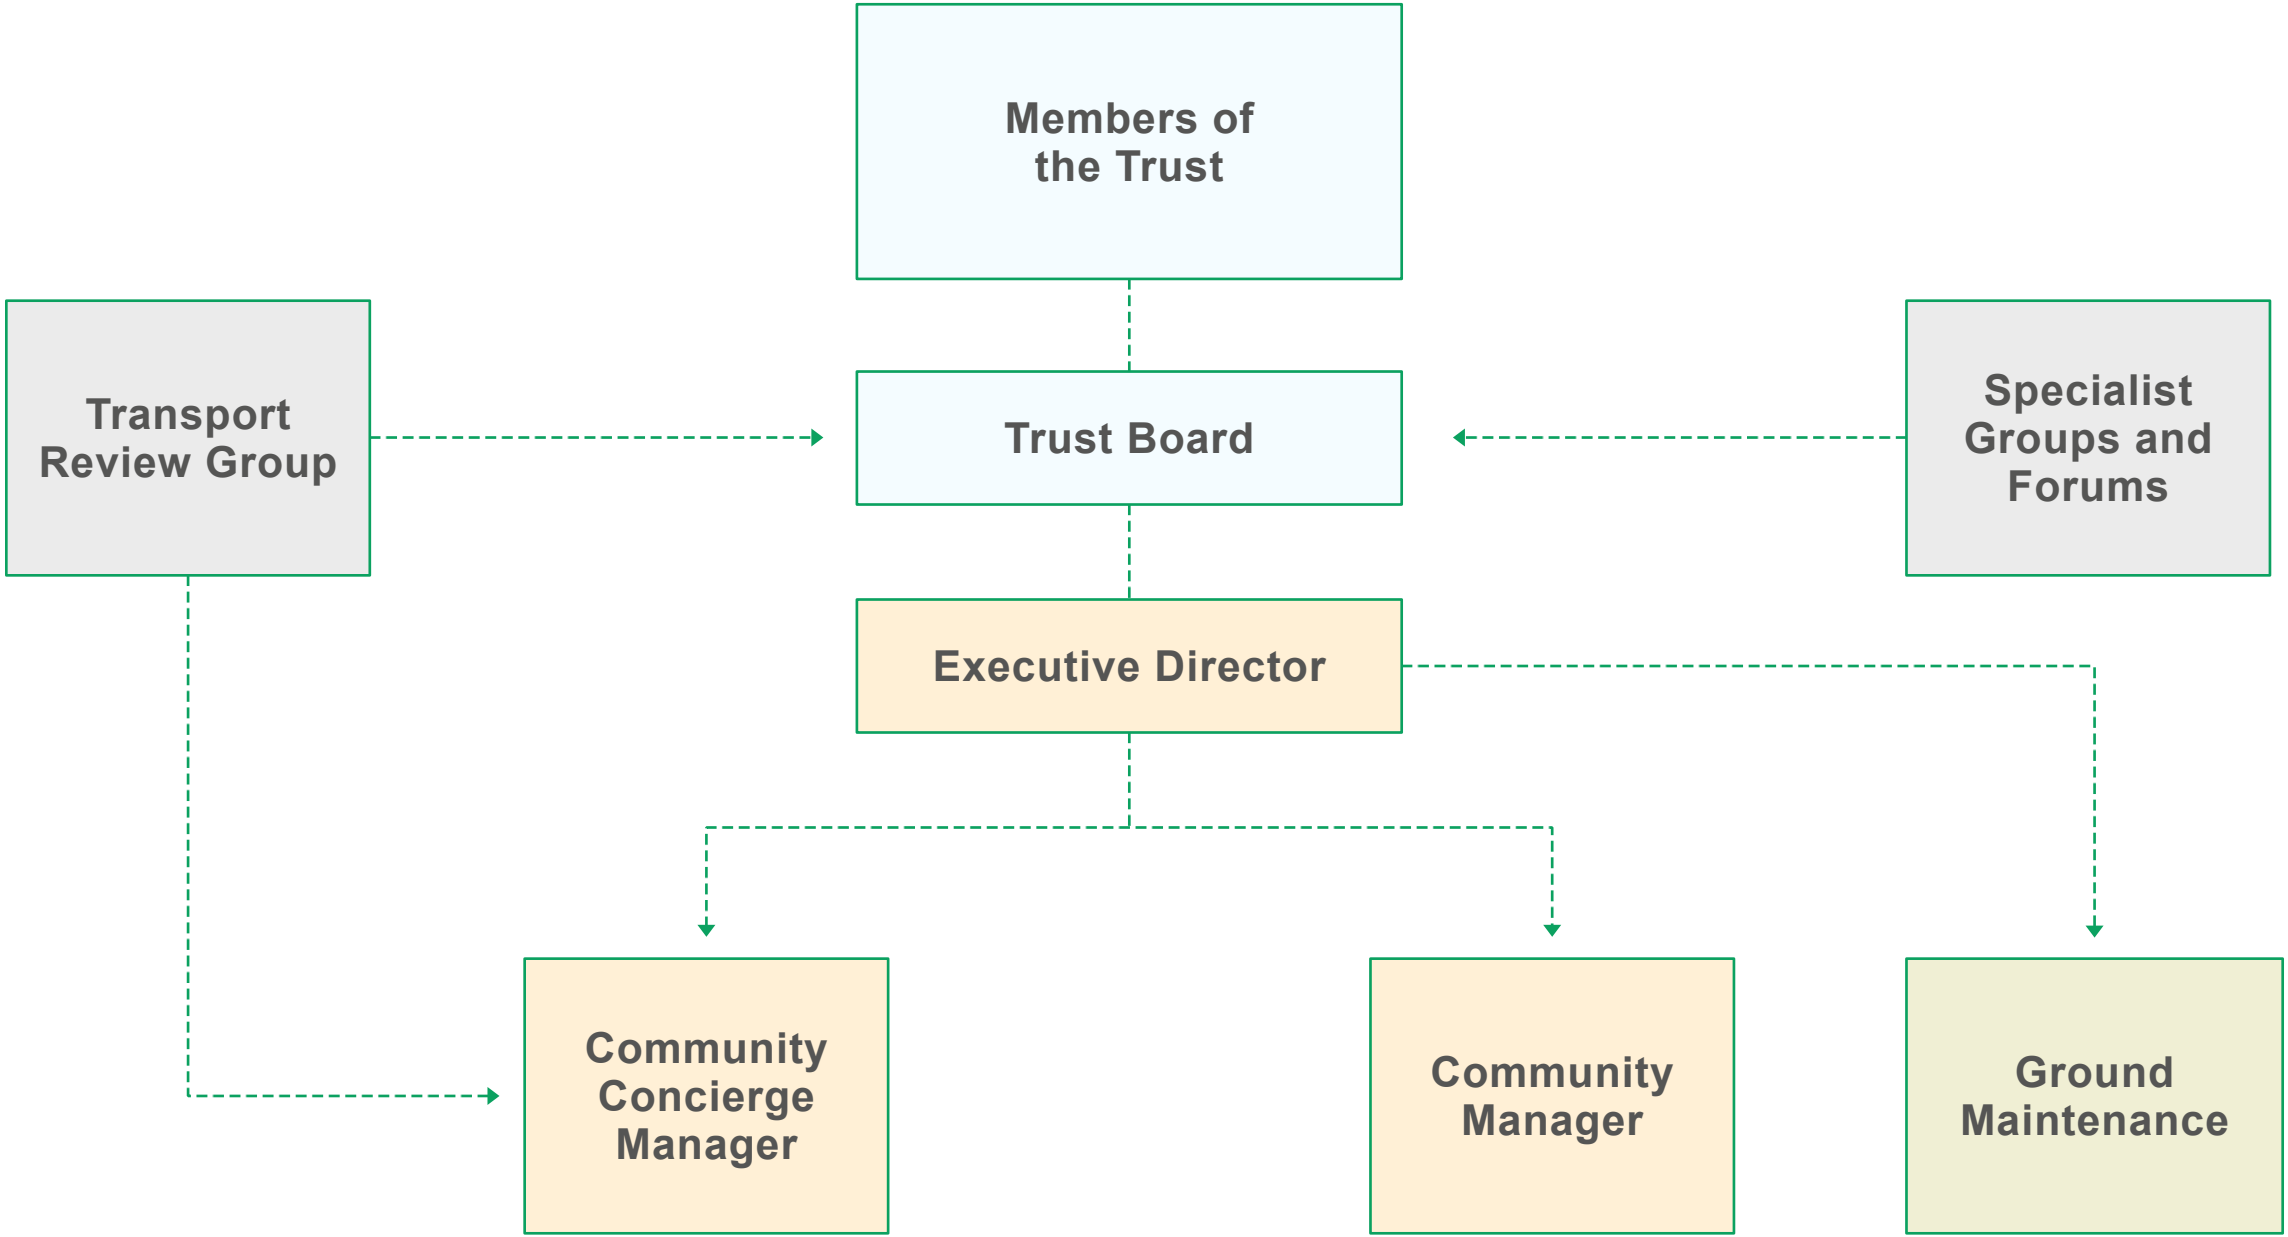 Members of
the Trust
Transport
Review Group
Trust Board
Specialist
Groups and
Forums
Executive Director
Community
Concierge
Manager
Community
Manager
Ground
Maintenance